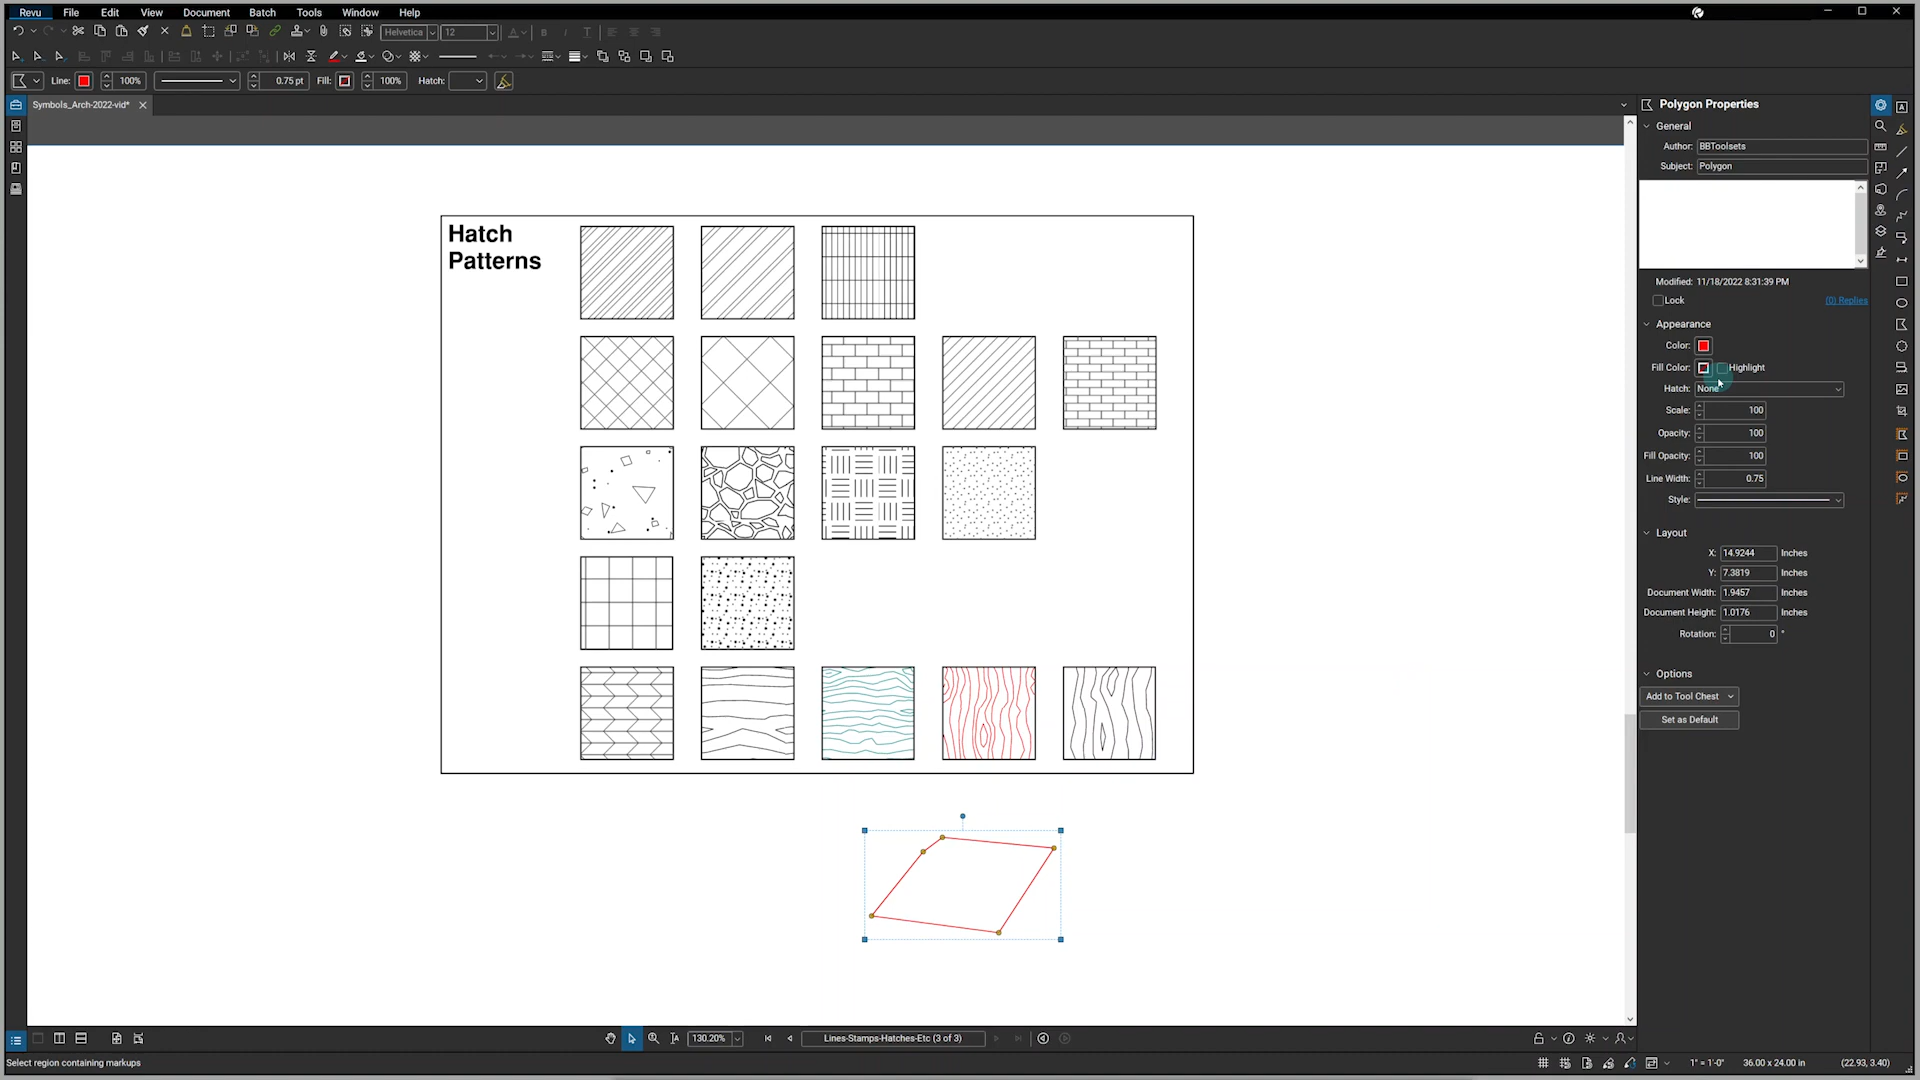 Revu File Edit View Document Batch Tools Window Help
Helvetica 12
Line: 100% 0.75 pt Fill: 100% Hatch:
Symbols_Arch-2022-vid*
Hatch
Patterns
Polygon Properties
General
Author: BBToolsets
Subject: Polygon
Modified: 11/18/2022 8:31:39 PM
Lock (0) Replies
Appearance
Color:
Fill Color: Highlight
Hatch: None
Scale: 100
Opacity: 100
Fill Opacity: 100
Line Width: 0.75
Style:
Layout
X: 14.9244 Inches
Y: 7.3819 Inches
Document Width: 1.9457 Inches
Document Height: 1.0176 Inches
Rotation: 0 °
Options
Add to Tool Chest
Set as Default
130.20% Lines-Stamps-Hatches-Etc (3 of 3)
Select region containing markups 1" = 1'-0" 36.00 x 24.00 in (22.93, 3.40)